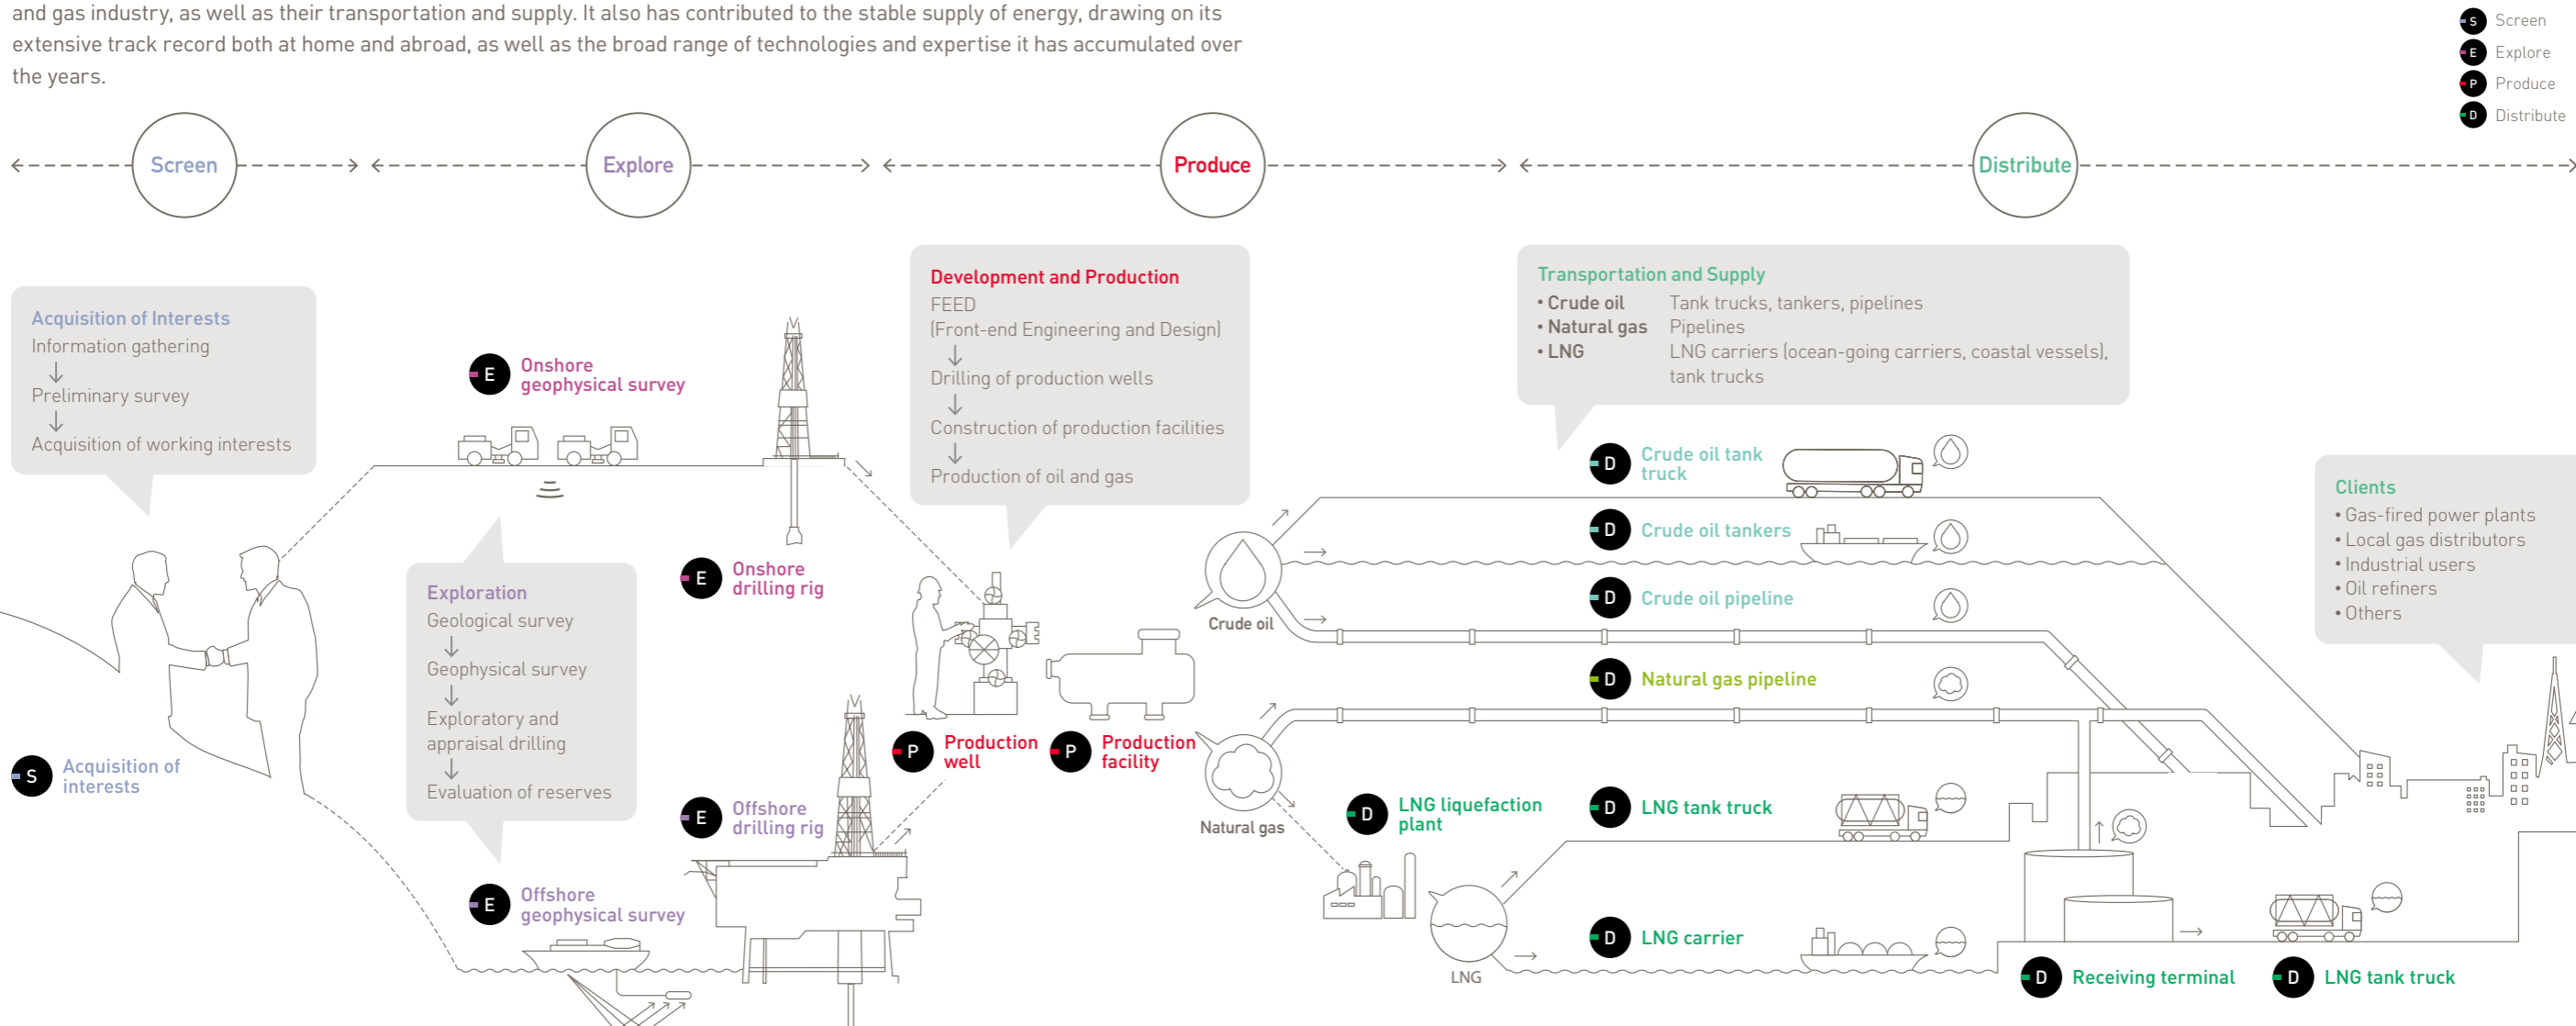 and gas industry, as well as their transportation and supply. It also has contributed to the stable supply of energy, drawing on its
extensive track record both at home and abroad, as well as the broad range of technologies and expertise it has accumulated over
the years.
S Screen
E Explore
P Produce
D Distribute
Screen
Explore
Produce
Distribute
Acquisition of Interests
Information gathering
↓
Preliminary survey
↓
Acquisition of working interests
S Acquisition of
interests
E Onshore
geophysical survey
Exploration
Geological survey
↓
Geophysical survey
↓
Exploratory and
appraisal drilling
↓
Evaluation of reserves
E Onshore
drilling rig
E Offshore
drilling rig
E Offshore
geophysical survey
Development and Production
FEED
(Front-end Engineering and Design)
↓
Drilling of production wells
↓
Construction of production facilities
↓
Production of oil and gas
P Production
well
P Production
facility
Transportation and Supply
• Crude oil Tank trucks, tankers, pipelines
• Natural gas Pipelines
• LNG LNG carriers (ocean-going carriers, coastal vessels),
tank trucks
Crude oil
Natural gas
LNG
D Crude oil tank
truck
D Crude oil tankers
D Crude oil pipeline
D Natural gas pipeline
D LNG liquefaction
plant
D LNG tank truck
D LNG carrier
D Receiving terminal
D LNG tank truck
Clients
• Gas-fired power plants
• Local gas distributors
• Industrial users
• Oil refiners
• Others